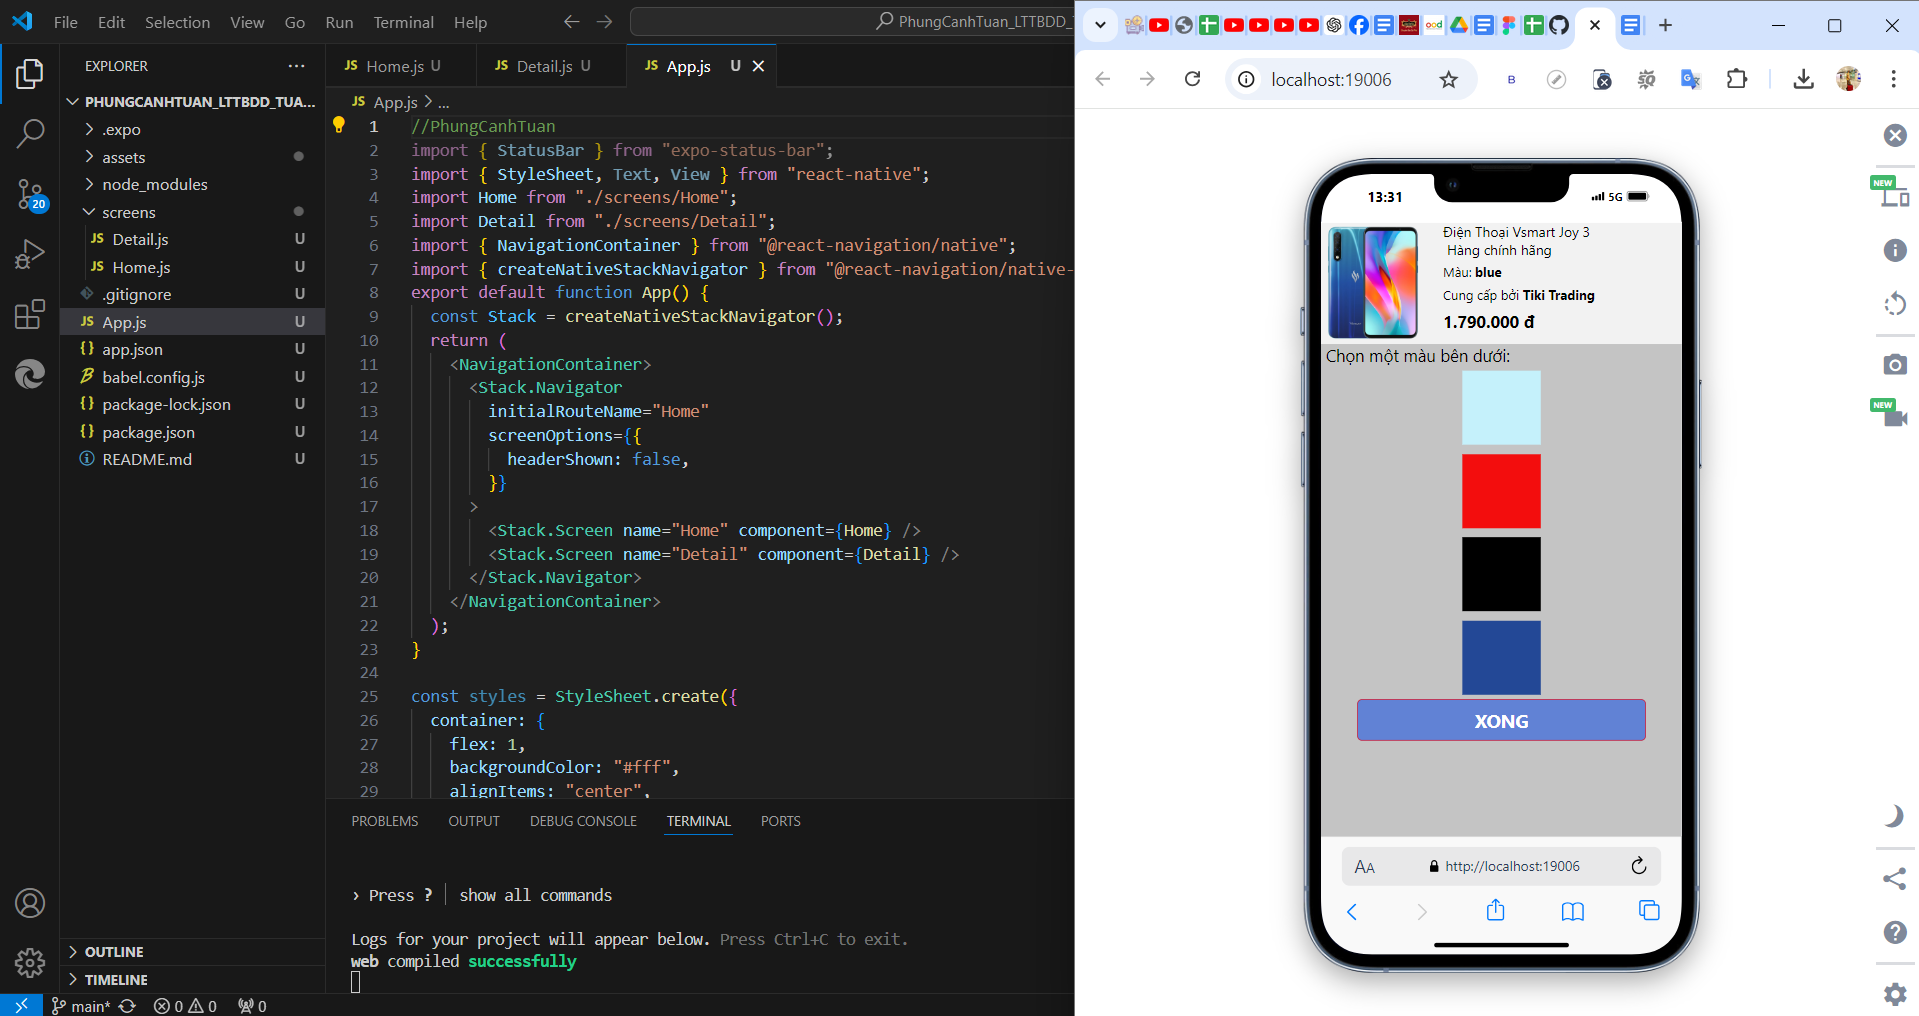 File Edit Selection View Go Run Terminal Help
PhungCanhTuan_LTTBDD_T
EXPLORER
PHUNGCANHTUAN_LTTBDD_TUA...
.expo
assets
node_modules
screens
JS Detail.js U
JS Home.js U
.gitignore U
JS App.js U
{} app.json U
babel.config.js U
{} package-lock.json U
{} package.json U
README.md U
OUTLINE
TIMELINE
20
JS Home.js U
JS Detail.js U
JS App.js U
JS App.js > ...
1 //PhungCanhTuan
2 import { StatusBar } from "expo-status-bar";
3 import { StyleSheet, Text, View } from "react-native";
4 import Home from "./screens/Home";
5 import Detail from "./screens/Detail";
6 import { NavigationContainer } from "@react-navigation/native";
7 import { createNativeStackNavigator } from "@react-navigation/native-
8 export default function App() {
9 const Stack = createNativeStackNavigator();
10 return (
11 <NavigationContainer>
12 <Stack.Navigator
13 initialRouteName="Home"
14 screenOptions={{
15 headerShown: false,
16 }}
17 >
18 <Stack.Screen name="Home" component={Home} />
19 <Stack.Screen name="Detail" component={Detail} />
20 </Stack.Navigator>
21 </NavigationContainer>
22 );
23 }
24
25 const styles = StyleSheet.create({
26 container: {
27 flex: 1,
28 backgroundColor: "#fff",
29 alignItems: "center",
PROBLEMS OUTPUT DEBUG CONSOLE TERMINAL PORTS
› Press ? │ show all commands
Logs for your project will appear below. Press Ctrl+C to exit.
web compiled successfully
main* 0 0 0
localhost:19006
13:31
5G
Điện Thoại Vsmart Joy 3
Hàng chính hãng
Màu: blue
Cung cấp bởi Tiki Trading
1.790.000 đ
Chọn một màu bên dưới:
XONG
AA http://localhost:19006
NEW
NEW